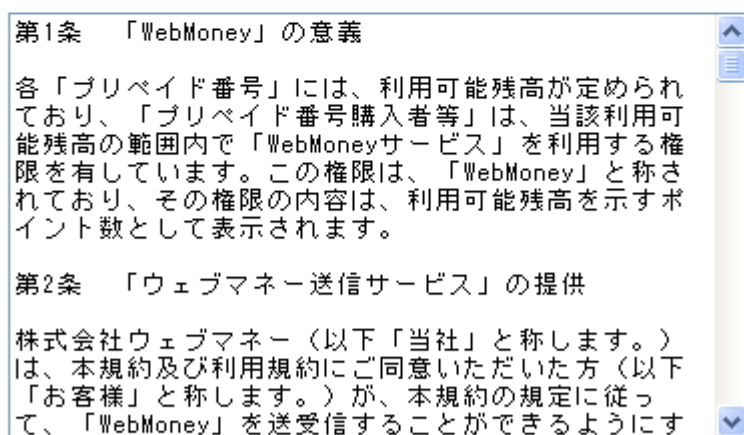 第1条　「WebMoney」の意義
各「プリペイド番号」には、利用可能残高が定められ
ており、「プリペイド番号購入者等」は、当該利用可
能残高の範囲内で「WebMoneyサービス」を利用する権
限を有しています。この権限は、「WebMoney」と称さ
れており、その権限の内容は、利用可能残高を示すポ
イント数として表示されます。
第2条　「ウェブマネー送信サービス」の提供
株式会社ウェブマネー（以下「当社」と称します。）
は、本規約及び利用規約にご同意いただいた方（以下
「お客様」と称します。）が、本規約の規定に従っ
て、「WebMoney」を送受信することができるようにす